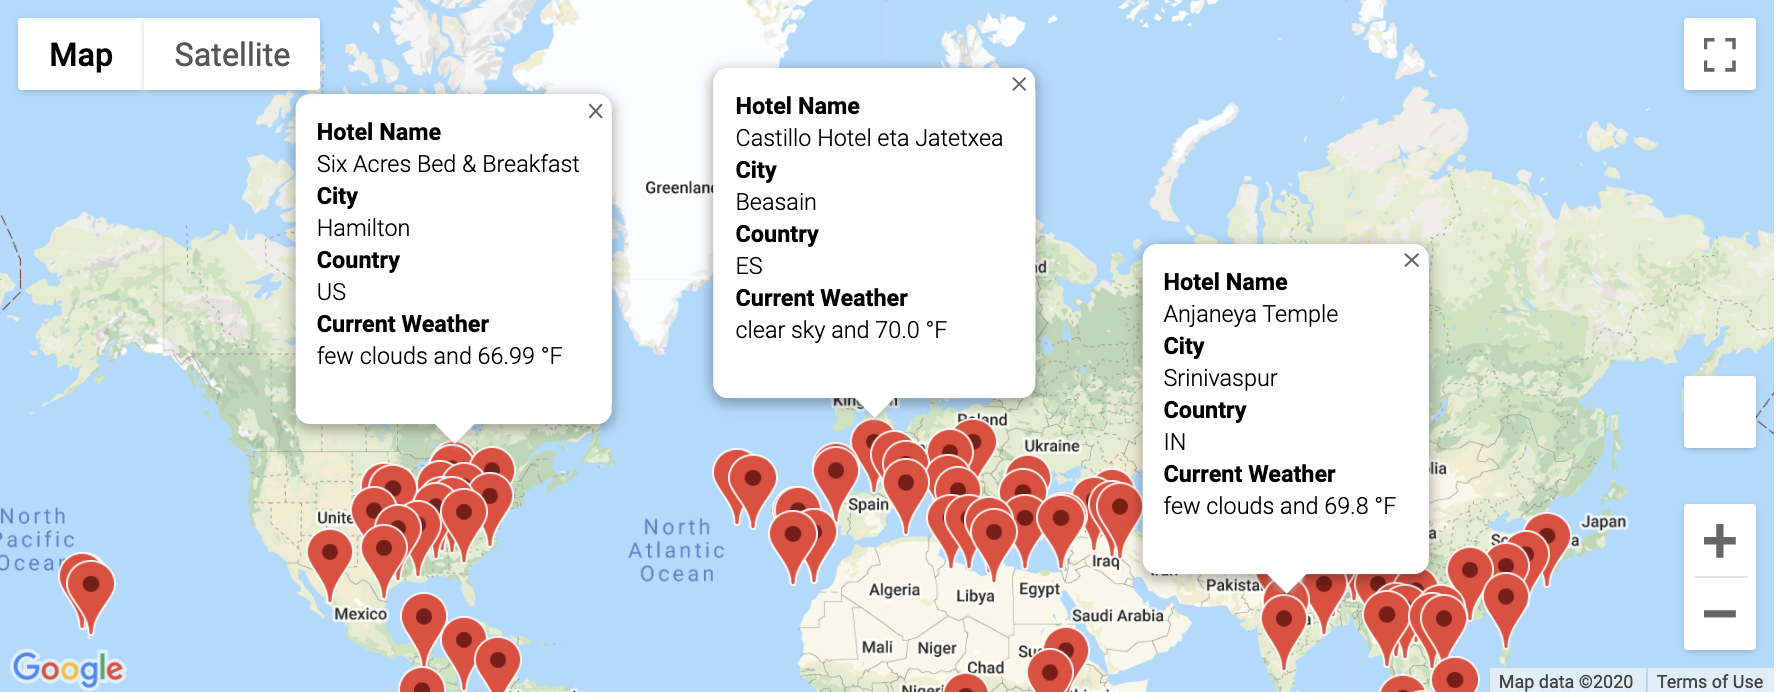 Map
Satellite
Hotel Name
Six Acres Bed & Breakfast
City
Hamilton
Country
US
Current Weather
few clouds and 66.99 °F
Hotel Name
Castillo Hotel eta Jatetxea
City
Beasain
Country
ES
Current Weather
clear sky and 70.0 °F
Hotel Name
Anjaneya Temple
City
Srinivaspur
Country
IN
Current Weather
few clouds and 69.8 °F
Greenland
Poland
Ukraine
Spain
Japan
North
Pacific
Ocean
North
Atlantic
Ocean
Mexico
Iraq
Algeria
Libya
Egypt
Pakistan
Saudi Arabia
Mali
Niger
Chad
Google
Map data ©2020
Terms of Use